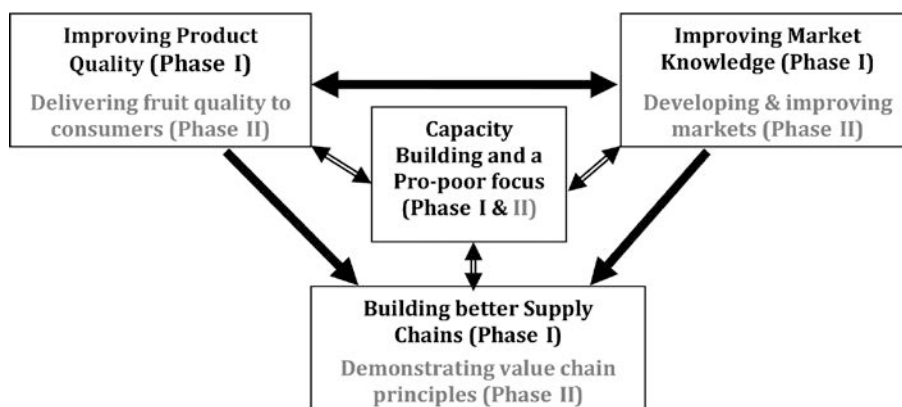 Improving Product
Quality (Phase I)
Delivering fruit quality to
consumers (Phase II)
Improving Market
Knowledge (Phase I)
Developing & improving
markets (Phase II)
Capacity
Building and a
Pro-poor focus
(Phase I & II)
Building better Supply
Chains (Phase I)
Demonstrating value chain
principles (Phase II)